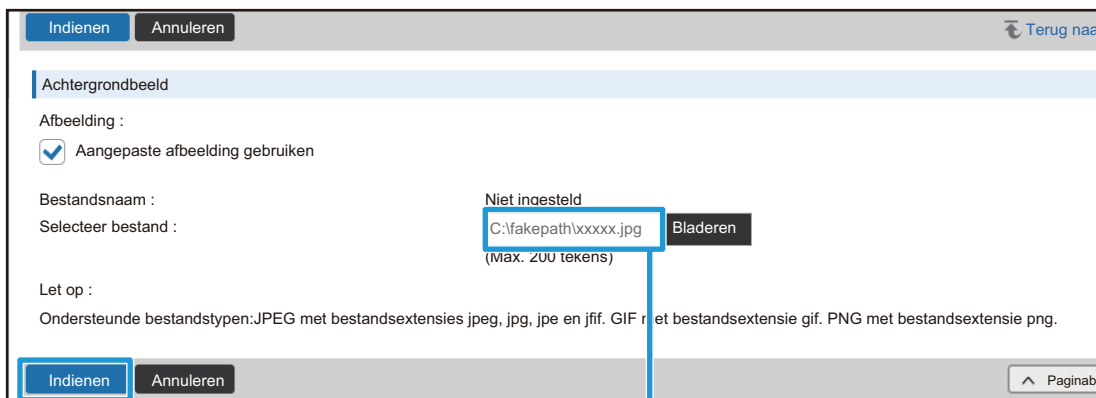 Indienen Annuleren Terug naa
Achtergrondbeeld
Afbeelding :
Aangepaste afbeelding gebruiken
Bestandsnaam : Niet ingesteld
Selecteer bestand : C:\fakepath\xxxxx.jpg Bladeren
(Max. 200 tekens)
Let op :
Ondersteunde bestandstypen:JPEG met bestandsextensies jpeg, jpg, jpe en jfif. GIF met bestandsextensie gif. PNG met bestandsextensie png.
Indienen Annuleren Paginab